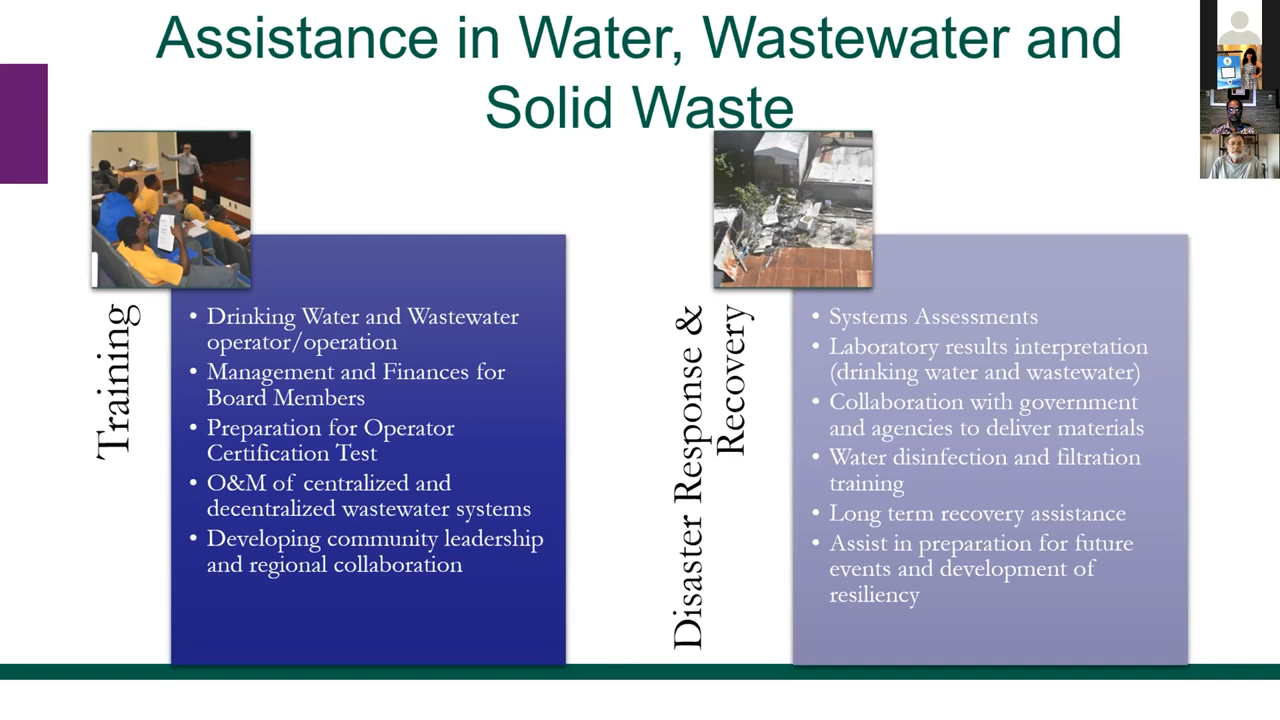 Assistance in Water, Wastewater and
Solid Waste
Training
• Drinking Water and Wastewater
operator/operation
• Management and Finances for
Board Members
• Preparation for Operator
Certification Test
• O&M of centralized and
decentralized wastewater systems
• Developing community leadership
and regional collaboration
Disaster Response &
Recovery
• Systems Assessments
• Laboratory results interpretation
(drinking water and wastewater)
• Collaboration with government
and agencies to deliver materials
• Water disinfection and filtration
training
• Long term recovery assistance
• Assist in preparation for future
events and development of
resiliency